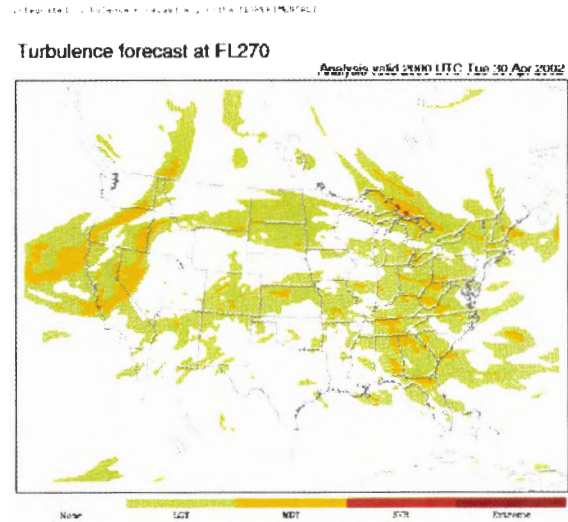 Turbulence forecast at FL270
Analysis valid 2000 UTC Tue 30 Apr 2002
None LGT MDT SVR Extreme